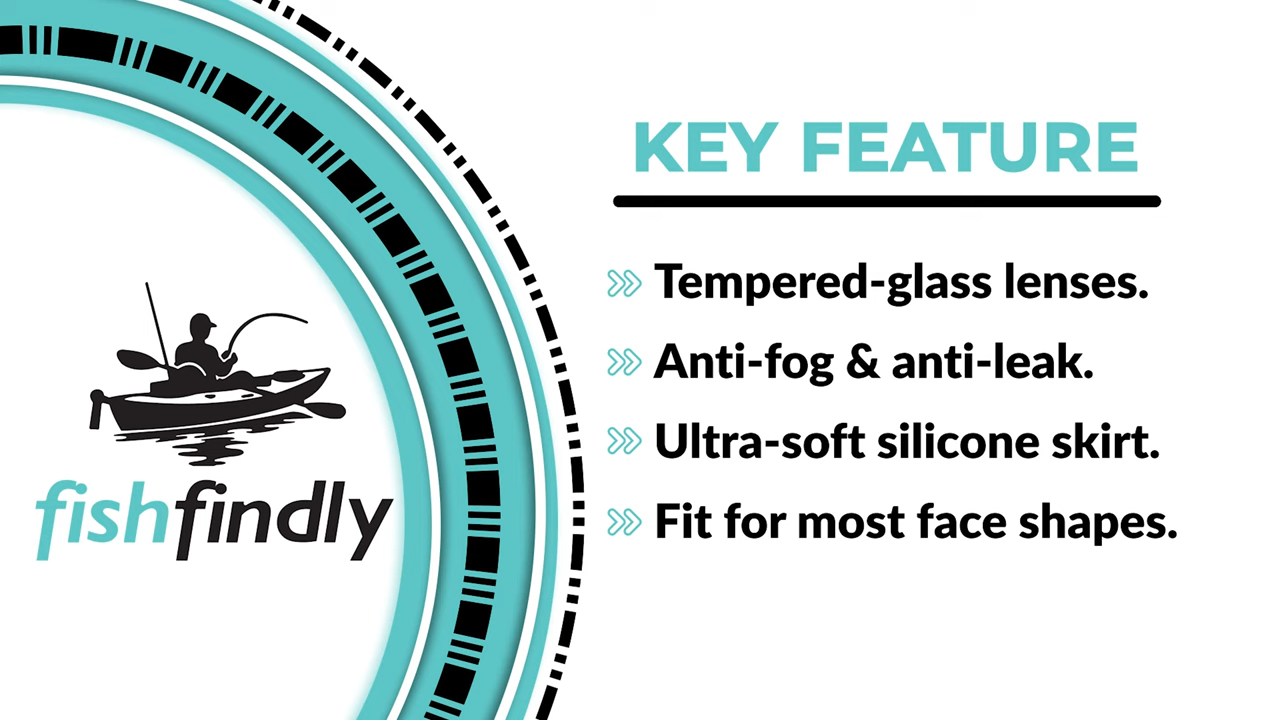 KEY FEATURE
Tempered-glass lenses.
Anti-fog & anti-leak.
Ultra-soft silicone skirt.
Fit for most face shapes.
fishfindly